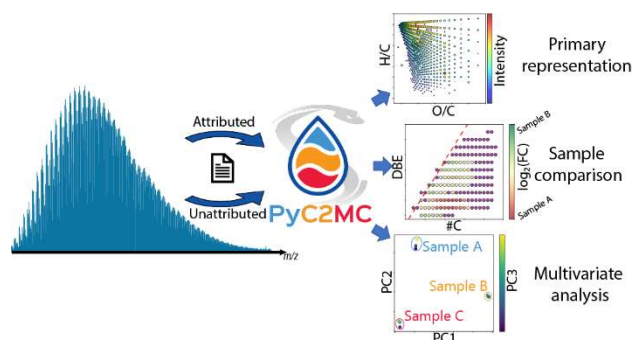 Attributed
Unattributed
m/z
PyC2MC
H/C
O/C
Intensity
Primary
representation
DBE
#C
Sample B
log₂(FC)
Sample A
Sample
comparison
Sample A
Sample B
Sample C
PC2
PC1
PC3
Multivariate
analysis